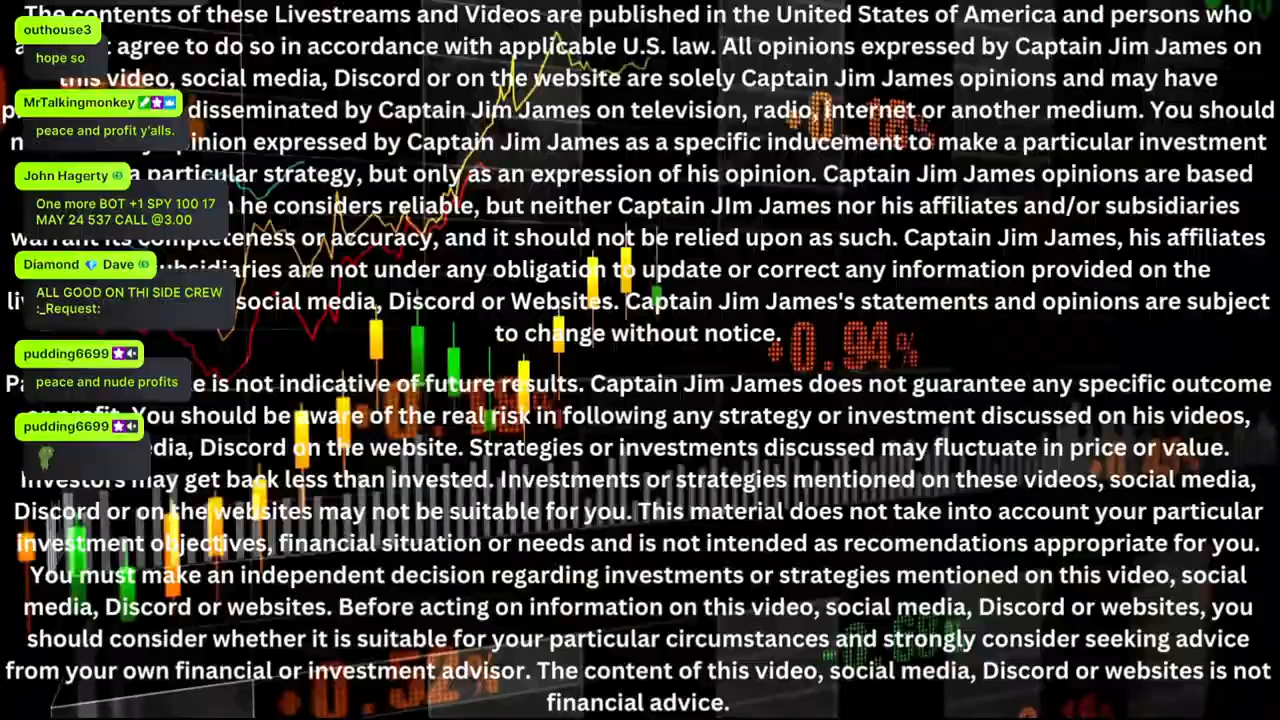 The contents of these Livestreams and Videos are published in the United States of America and persons who
agree to do so in accordance with applicable U.S. law. All opinions expressed by Captain Jim James on
this video, social media, Discord or on the website are solely Captain Jim James opinions and may have
disseminated by Captain Jim James on television, radio, internet or another medium. You should
opinion expressed by Captain Jim James as a specific inducement to make a particular investment
a particular strategy, but only as an expression of his opinion. Captain Jim James opinions are based
he considers reliable, but neither Captain JIm James nor his affiliates and/or subsidiaries
warrant its completeness or accuracy, and it should not be relied upon as such. Captain Jim James, his affiliates
subsidiaries are not under any obligation to update or correct any information provided on the
social media, Discord or Websites. Captain Jim James's statements and opinions are subject
to change without notice.
is not indicative of future results. Captain Jim James does not guarantee any specific outcome
or profit. You should be aware of the real risk in following any strategy or investment discussed on his videos,
Discord on the website. Strategies or investments discussed may fluctuate in price or value.
Investors may get back less than invested. Investments or strategies mentioned on these videos, social media,
Discord or on the websites may not be suitable for you. This material does not take into account your particular
investment objectives, financial situation or needs and is not intended as recomendations appropriate for you.
You must make an independent decision regarding investments or strategies mentioned on this video, social
media, Discord or websites. Before acting on information on this video, social media, Discord or websites, you
should consider whether it is suitable for your particular circumstances and strongly consider seeking advice
from your own financial or investment advisor. The content of this video, social media, Discord or websites is not
financial advice.
outhouse3
hope so
MrTalkingmonkey
peace and profit y'alls.
John Hagerty
One more BOT +1 SPY 100 17
MAY 24 537 CALL @3.00
Diamond 💎 Dave
ALL GOOD ON THI SIDE CREW
:_Request:
pudding6699
peace and nude profits
pudding6699
+0.94%